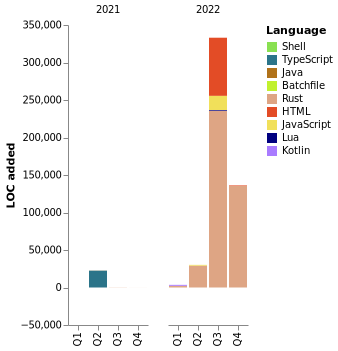 2021 2022
Language
Shell
TypeScript
Java
Batchfile
Rust
HTML
JavaScript
Lua
Kotlin
LOC added
350,000
300,000
250,000
200,000
150,000
100,000
50,000
0
−50,000
Q1 Q2 Q3 Q4 Q1 Q2 Q3 Q4